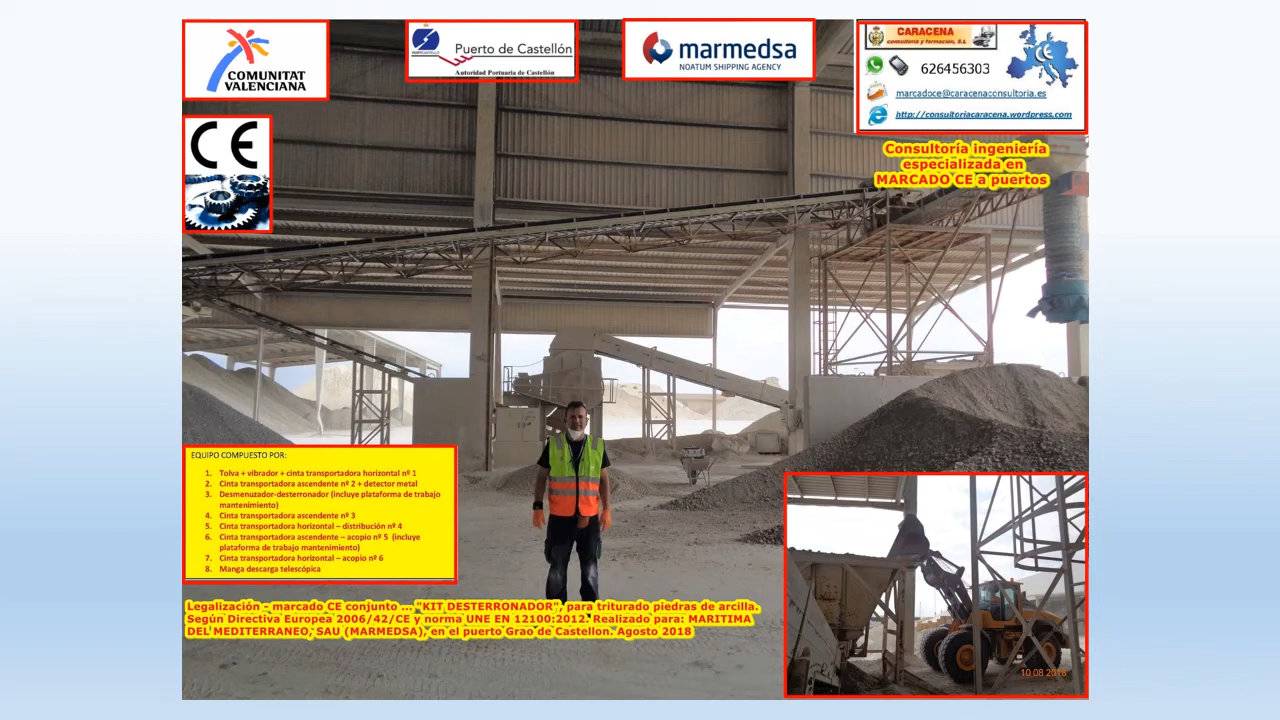 COMUNITAT
VALENCIANA
Puerto de Castellón
Autoridad Portuaria de Castellón
marmedsa
NOATUM SHIPPING AGENCY
CARACENA
consultoría y formación, S.L
626456303
marcadoce@caracenaconsultoria.es
http://consultoriacaracena.wordpress.com
CE
CE
Consultoría ingeniería
especializada en
MARCADO CE a puertos
EQUIPO COMPUESTO POR:
1. Tolva + vibrador + cinta transportadora horizontal nº 1
2. Cinta transportadora ascendente nº 2 + detector metal
3. Desmenuzador-desterronador (incluye plataforma de trabajo
mantenimiento)
4. Cinta transportadora ascendente nº 3
5. Cinta transportadora horizontal – distribución nº 4
6. Cinta transportadora ascendente – acopio nº 5 (incluye
plataforma de trabajo mantenimiento)
7. Cinta transportadora horizontal – acopio nº 6
8. Manga descarga telescópica
Legalización - marcado CE conjunto ... "KIT DESTERRONADOR", para triturado piedras de arcilla.
Según Directiva Europea 2006/42/CE y norma UNE EN 12100:2012. Realizado para: MARITIMA
DEL MEDITERRANEO, SAU (MARMEDSA), en el puerto Grao de Castellon. Agosto 2018
10 08 2018